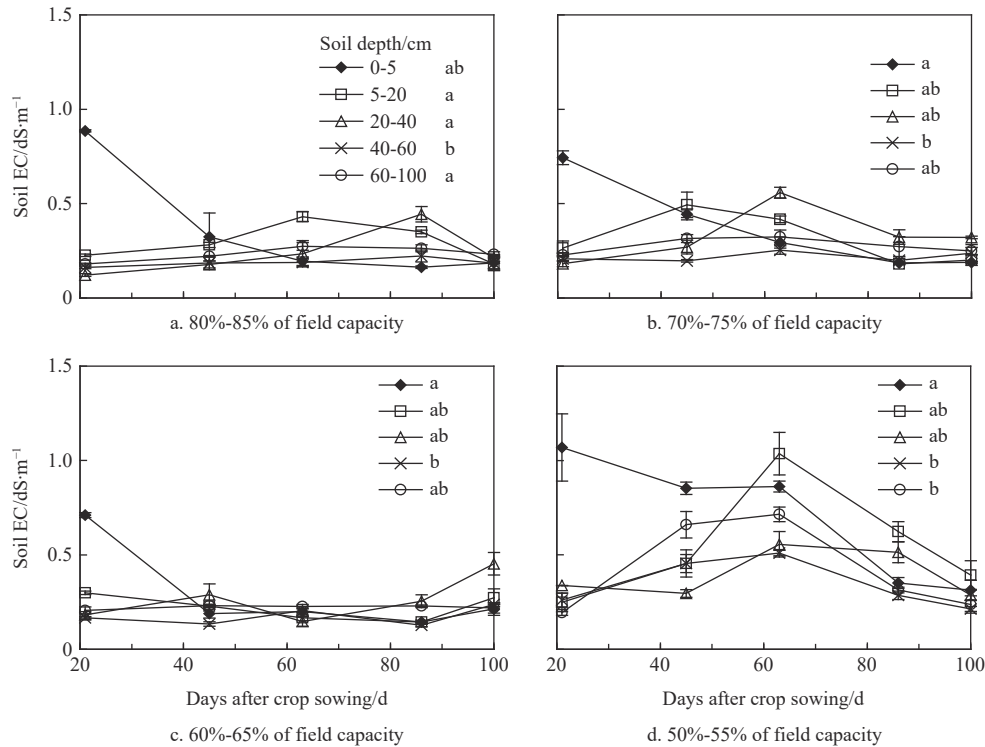 1.5
1.0
0.5
0
Soil EC/dS·m⁻¹
Soil depth/cm
0-5 ab
5-20 a
20-40 a
40-60 b
60-100 a
a. 80%-85% of field capacity
a
ab
ab
b
ab
b. 70%-75% of field capacity
1.5
1.0
0.5
0
Soil EC/dS·m⁻¹
a
ab
ab
b
ab
20
40
60
80
100
Days after crop sowing/d
c. 60%-65% of field capacity
a
ab
ab
b
b
20
40
60
80
100
Days after crop sowing/d
d. 50%-55% of field capacity